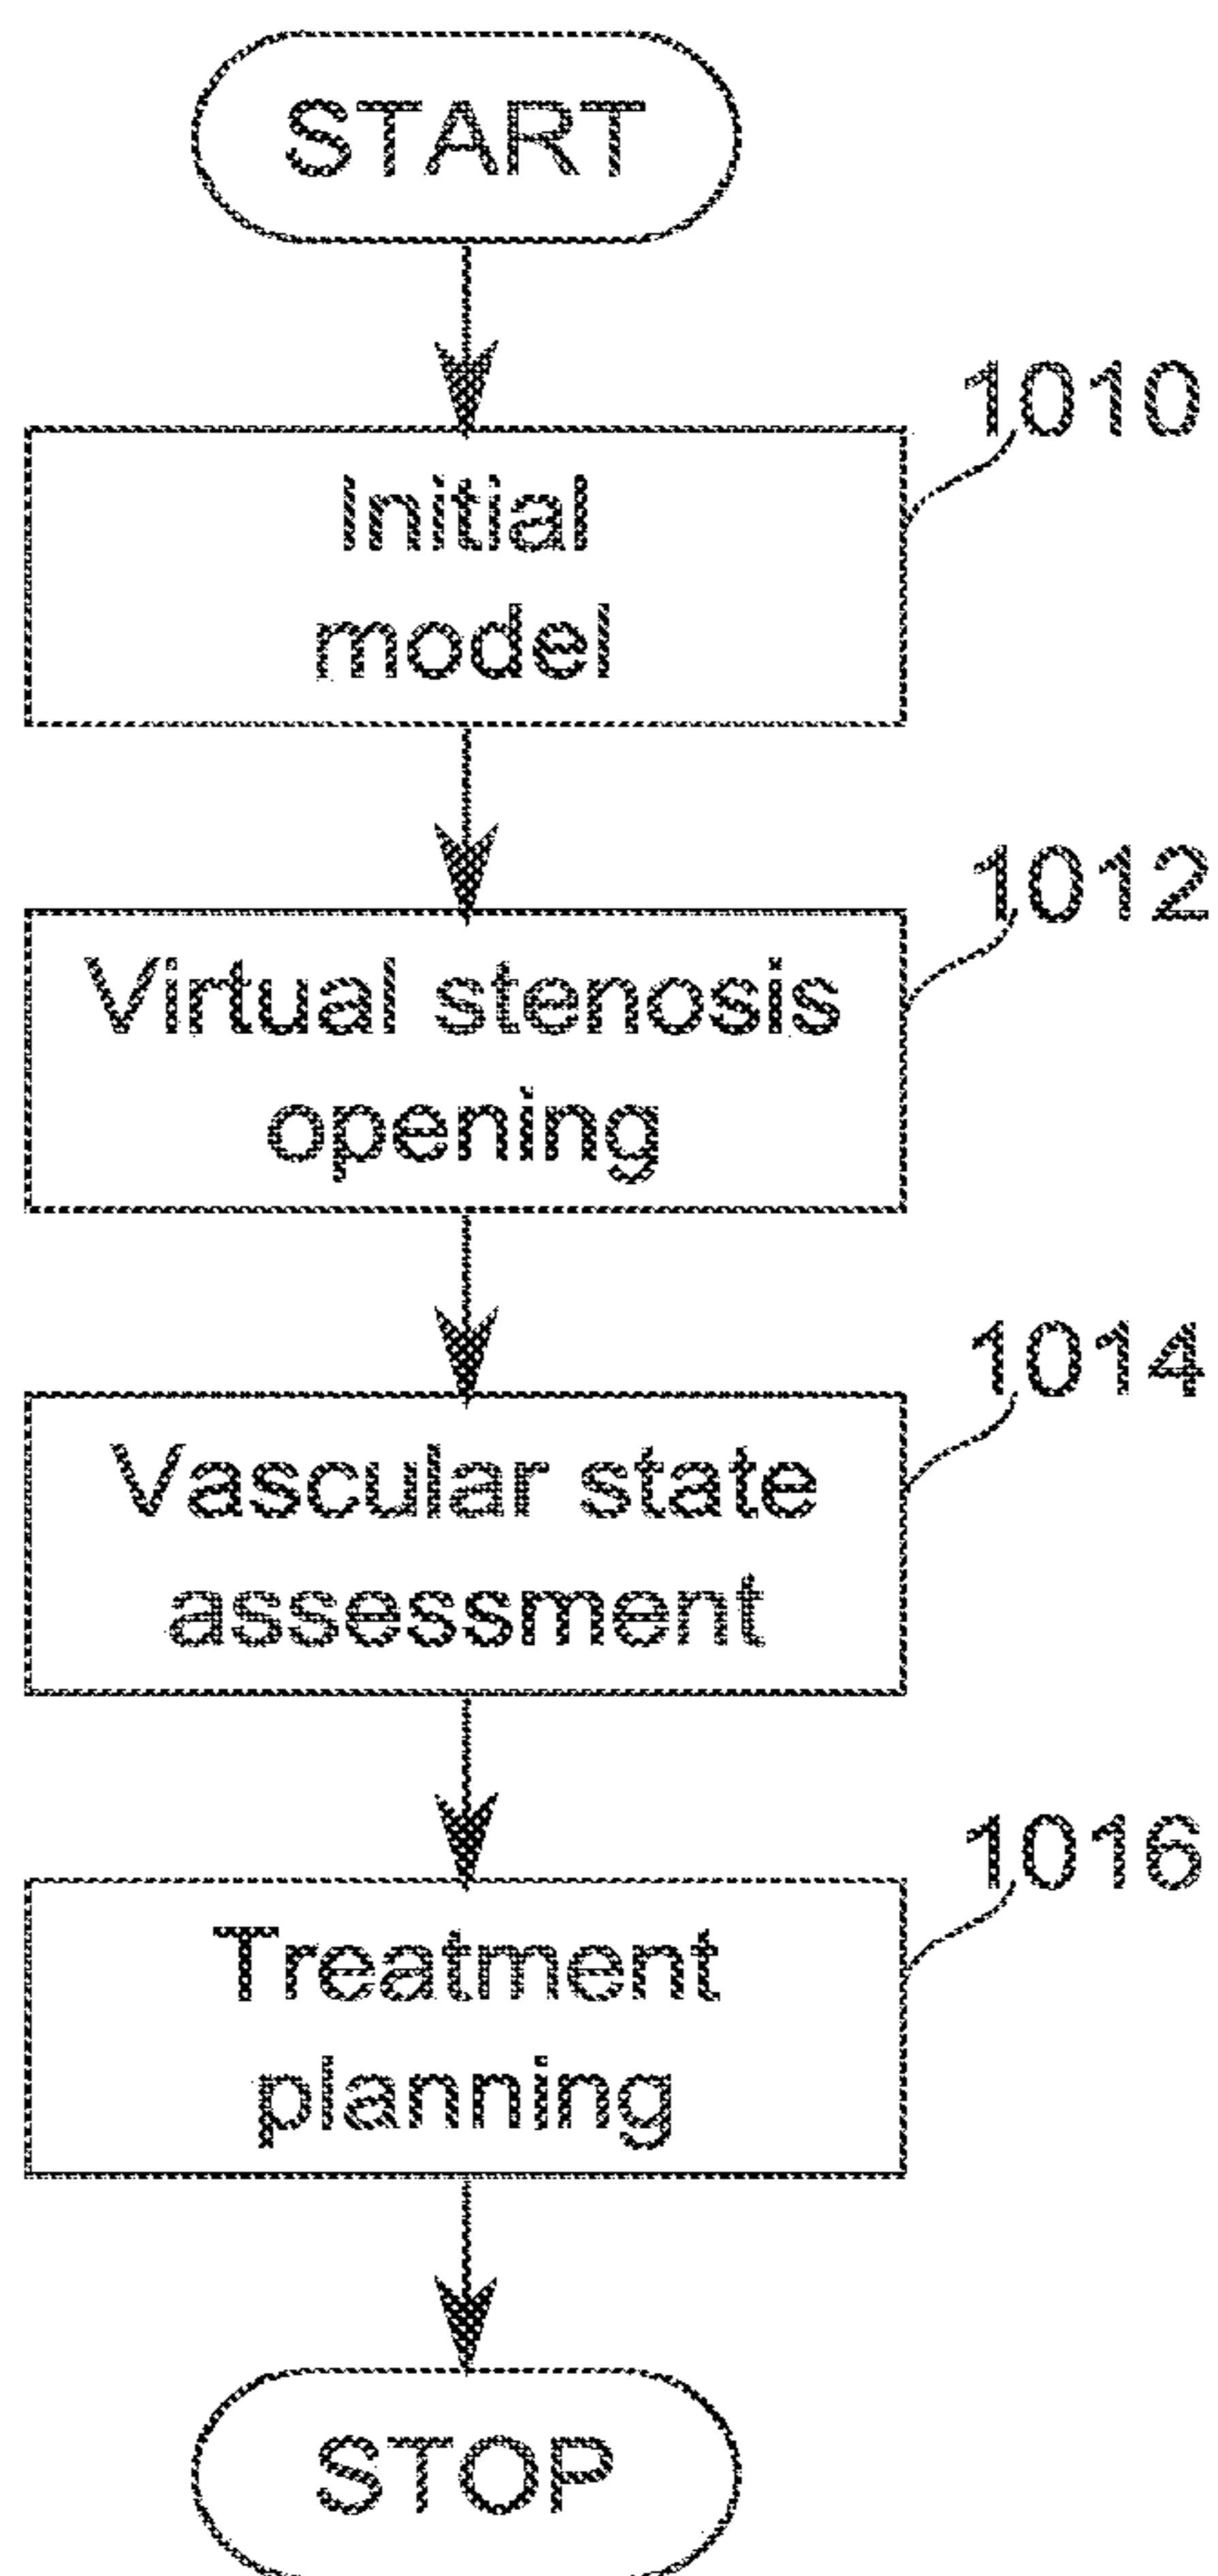 START
1010
Initial
model
1012
Virtual stenosis
opening
1014
Vascular state
assessment
1016
Treatment
planning
STOP